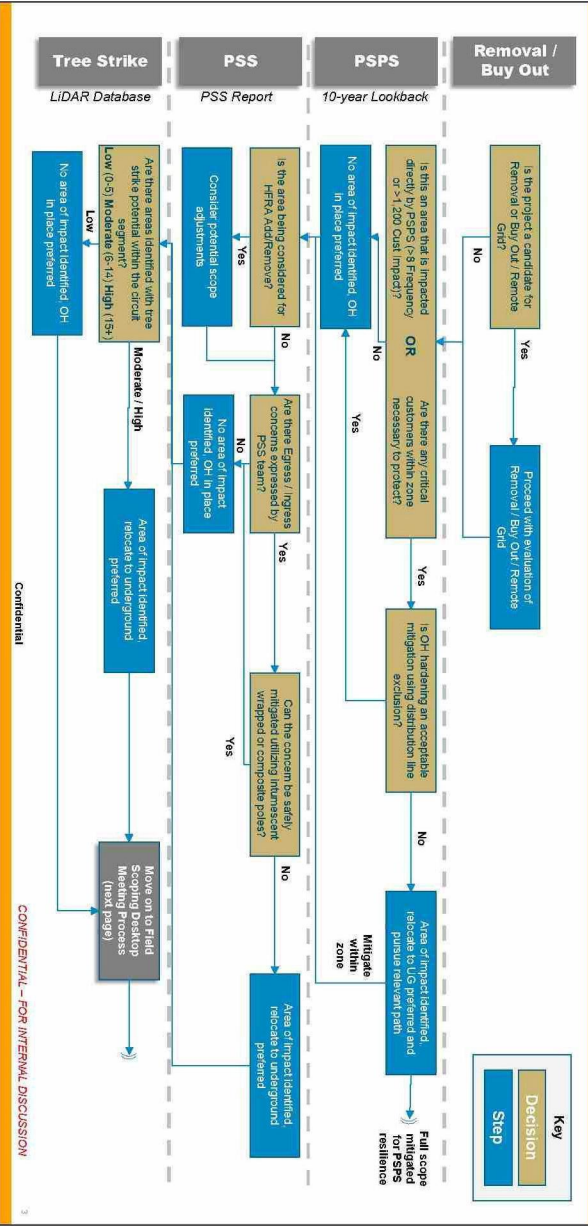 Key
Decision
Step
Removal /
Buy Out
Is the project a candidate for
Removal or Buy Out / Remote
Grid?
Yes
No
Proceed with evaluation of
Removal / Buy Out / Remote
Grid
PSPS
10-year Lookback
Is this an area that is impacted
directly by PSPS (>8 Frequency
or >1,200 Cust Impact)?
OR
Are there any critical
customers within zone
necessary to protect?
Yes
No
No area of impact identified, OH
in place preferred
Is OH hardening an acceptable
mitigation using distribution line
exclusion?
Yes
No
Area of impact identified,
relocate to UG preferred and
pursue relevant path
Mitigate
within
zone
Full scope
mitigated
for PSPS
resilience
PSS
PSS Report
Is the area being considered for
HFRA Add/Remove?
Yes
No
Consider potential scope
adjustments
Are there Egress / Ingress
concerns expressed by
PSS team?
Yes
No
No area of impact
identified, OH in place
preferred
Can the concern be safely
mitigated utilizing intumescent
wrapped or composite poles?
Yes
No
Area of impact identified,
relocate to underground
preferred
Tree Strike
LiDAR Database
Are there areas identified with tree
strike potential within the circuit
segment?
Low (0-5) Moderate (6-14) High (15+)
Low
Moderate / High
No area of impact identified, OH
in place preferred
Area of impact identified,
relocate to underground
preferred
Move on to Field
Scoping Desktop
Meeting Process
(next page)
Confidential
CONFIDENTIAL – FOR INTERNAL DISCUSSION
3